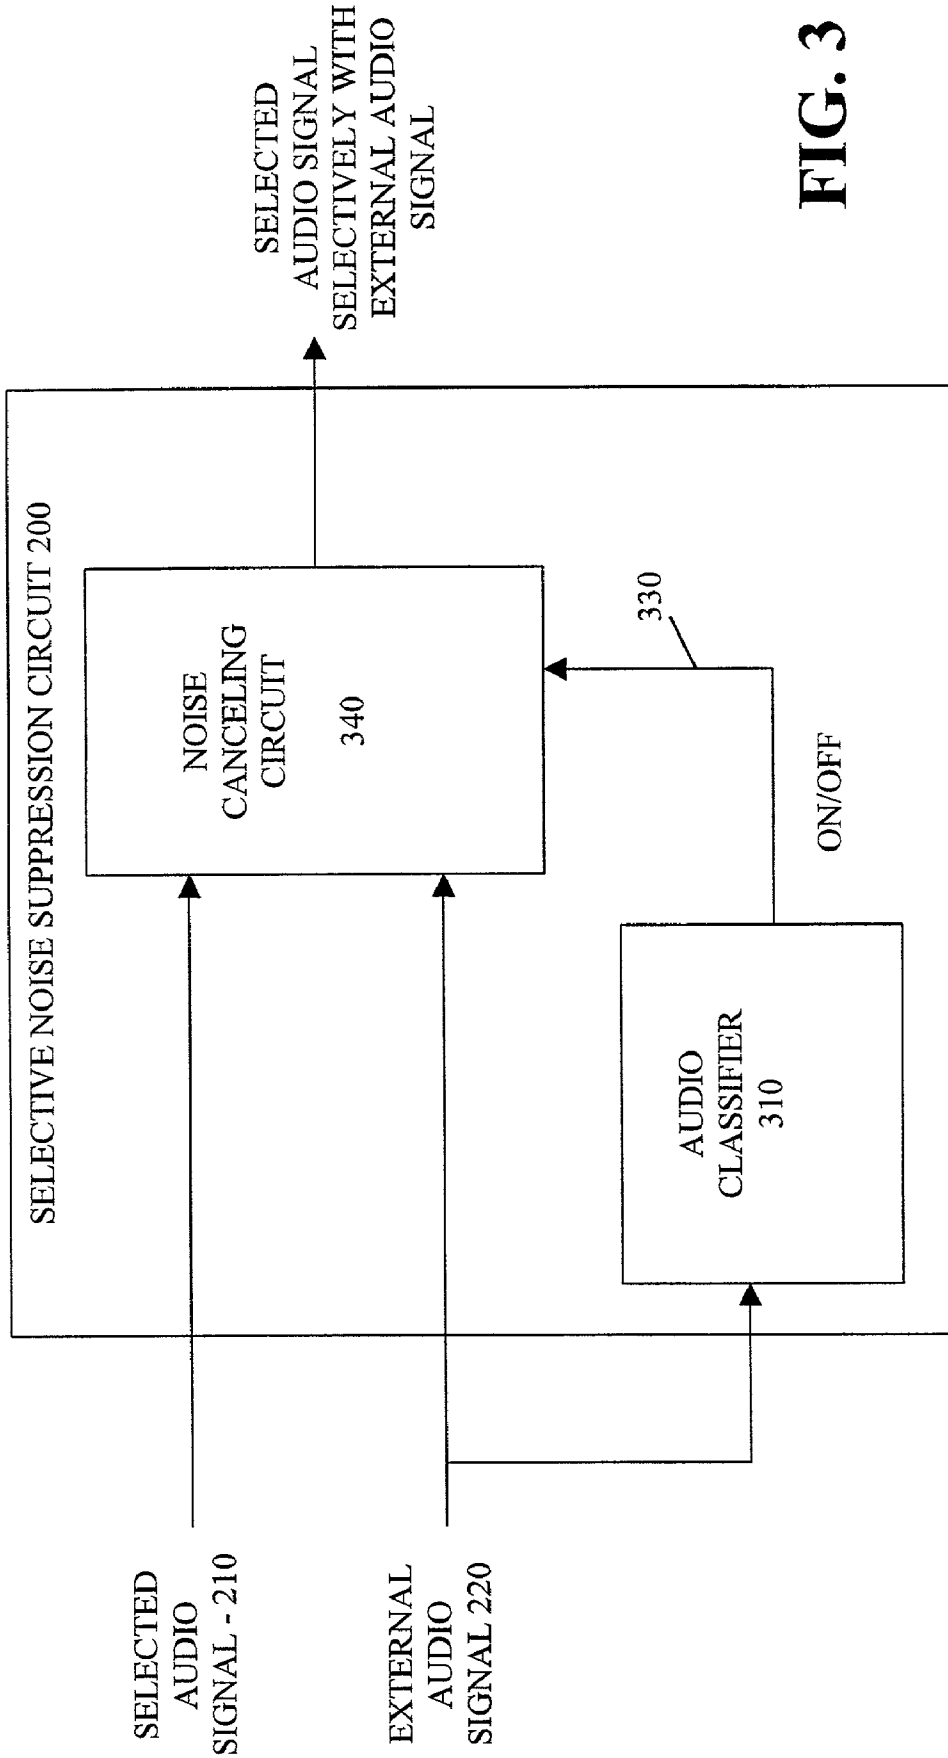 SELECTIVE NOISE SUPPRESSION CIRCUIT 200
SELECTED
AUDIO
SIGNAL - 210
EXTERNAL
AUDIO
SIGNAL 220
NOISE
CANCELING
CIRCUIT
340
AUDIO
CLASSIFIER
310
ON/OFF
330
SELECTED
AUDIO SIGNAL
SELECTIVELY WITH
EXTERNAL AUDIO
SIGNAL
FIG. 3